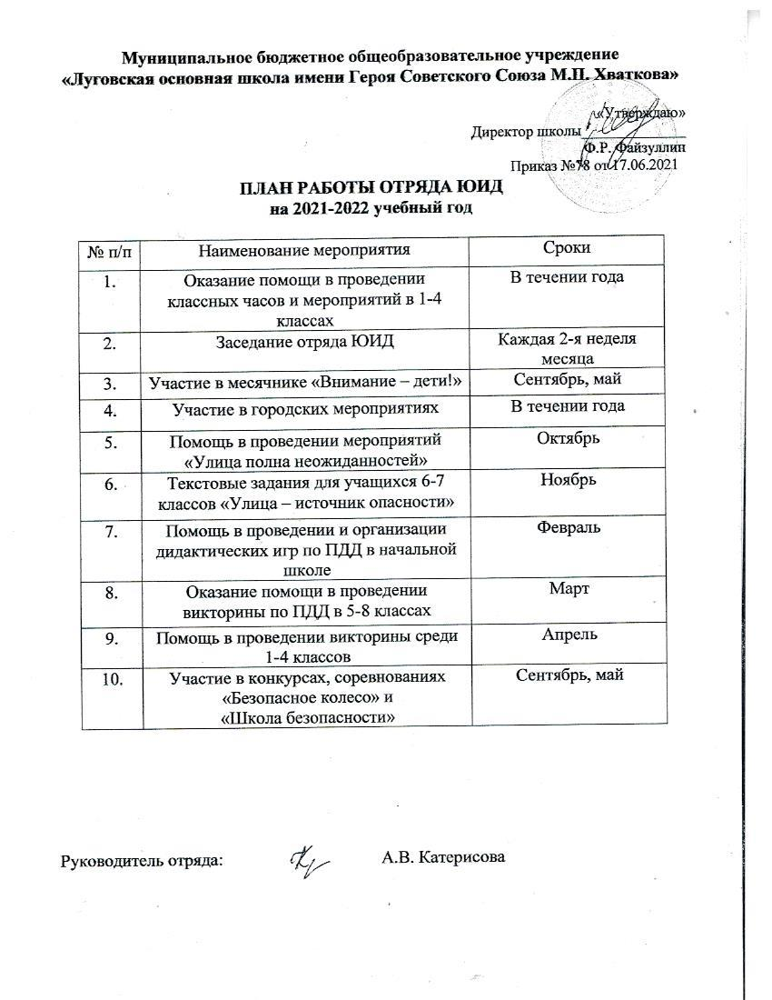 Муниципальное бюджетное общеобразовательное учреждение
«Луговская основная школа имени Героя Советского Союза М.П. Хваткова»
«Утверждаю»
Директор школы
Ф.Р. Файзуллин
Приказ №78 от 17.06.2021
ПЛАН РАБОТЫ ОТРЯДА ЮИД
на 2021-2022 учебный год
№ п/п Наименование мероприятия Сроки
1. Оказание помощи в проведении В течении года
классных часов и мероприятий в 1-4
классах
2. Заседание отряда ЮИД Каждая 2-я неделя
месяца
3. Участие в месячнике «Внимание – дети!» Сентябрь, май
4. Участие в городских мероприятиях В течении года
5. Помощь в проведении мероприятий Октябрь
«Улица полна неожиданностей»
6. Текстовые задания для учащихся 6-7 Ноябрь
классов «Улица – источник опасности»
7. Помощь в проведении и организации Февраль
дидактических игр по ПДД в начальной
школе
8. Оказание помощи в проведении Март
викторины по ПДД в 5-8 классах
9. Помощь в проведении викторины среди Апрель
1-4 классов
10. Участие в конкурсах, соревнованиях Сентябрь, май
«Безопасное колесо» и
«Школа безопасности»
Руководитель отряда: А.В. Катерисова